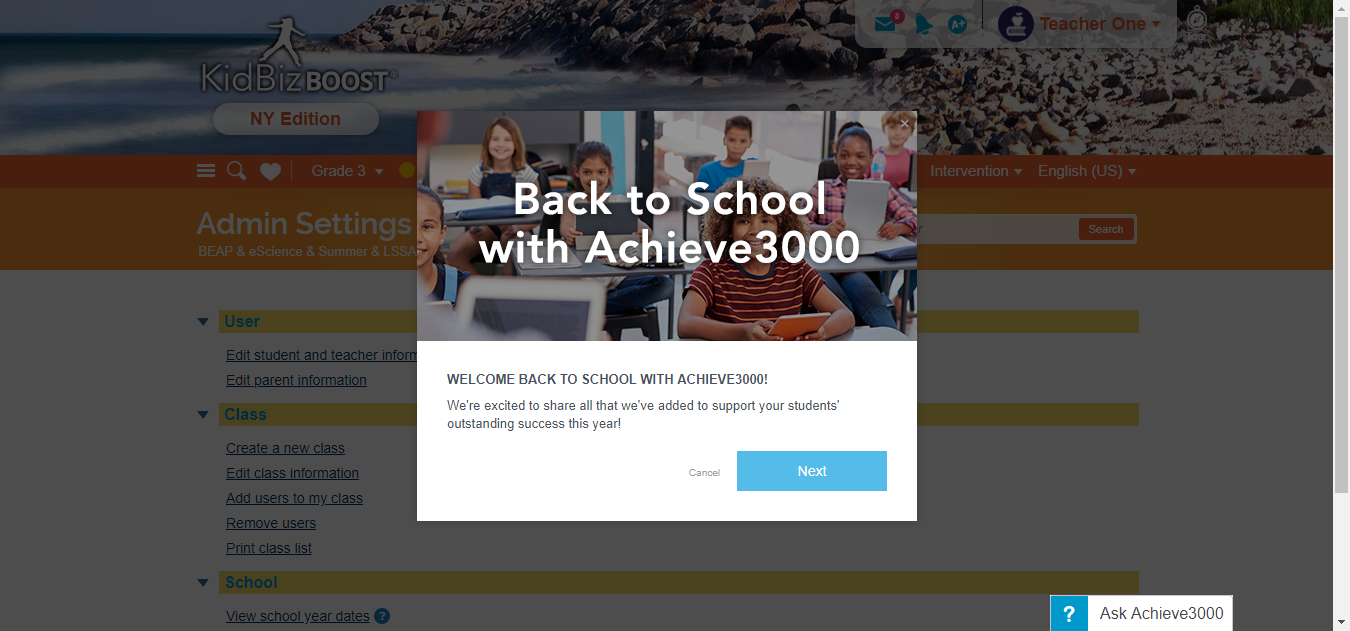 8
A+
Teacher One
KidBiz BOOST
NY Edition
Grade 3
Intervention
English (US)
Admin Settings
BEAP & eScience & Summer & LSSA
Search
Back to School
with Achieve3000
×
User
Edit student and teacher inform
Edit parent information
WELCOME BACK TO SCHOOL WITH ACHIEVE3000!
We're excited to share all that we've added to support your students'
outstanding success this year!
Cancel
Next
Class
Create a new class
Edit class information
Add users to my class
Remove users
Print class list
School
View school year dates ?
? Ask Achieve3000